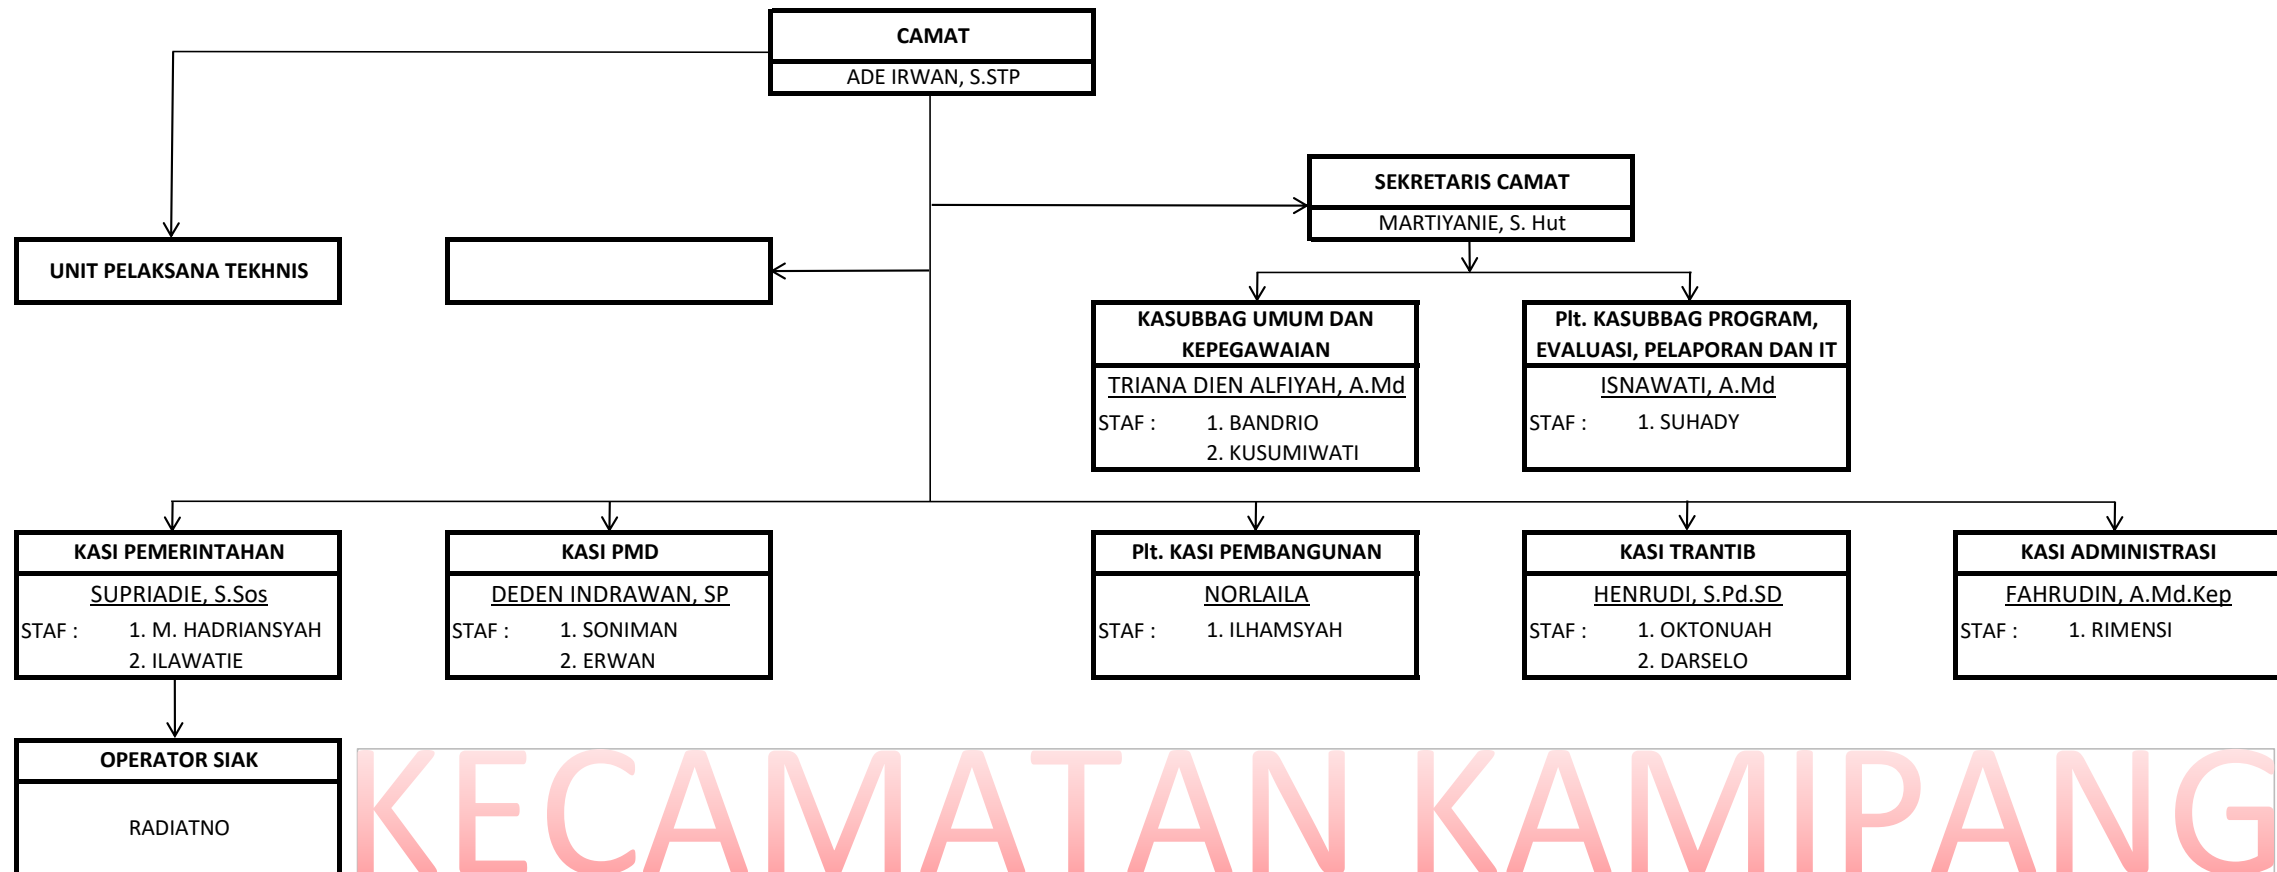 CAMAT
ADE IRWAN, S.STP
SEKRETARIS CAMAT
MARTIYANIE, S. Hut
UNIT PELAKSANA TEKHNIS
KASUBBAG UMUM DAN
KEPEGAWAIAN
TRIANA DIEN ALFIYAH, A.Md
STAF : 1. BANDRIO
2. KUSUMIWATI
Plt. KASUBBAG PROGRAM,
EVALUASI, PELAPORAN DAN IT
ISNAWATI, A.Md
STAF : 1. SUHADY
KASI PEMERINTAHAN
SUPRIADIE, S.Sos
STAF : 1. M. HADRIANSYAH
2. ILAWATIE
KASI PMD
DEDEN INDRAWAN, SP
STAF : 1. SONIMAN
2. ERWAN
Plt. KASI PEMBANGUNAN
NORLAILA
STAF : 1. ILHAMSYAH
KASI TRANTIB
HENRUDI, S.Pd.SD
STAF : 1. OKTONUAH
2. DARSELO
KASI ADMINISTRASI
FAHRUDIN, A.Md.Kep
STAF : 1. RIMENSI
OPERATOR SIAK
RADIATNO
KECAMATAN KAMIPANG